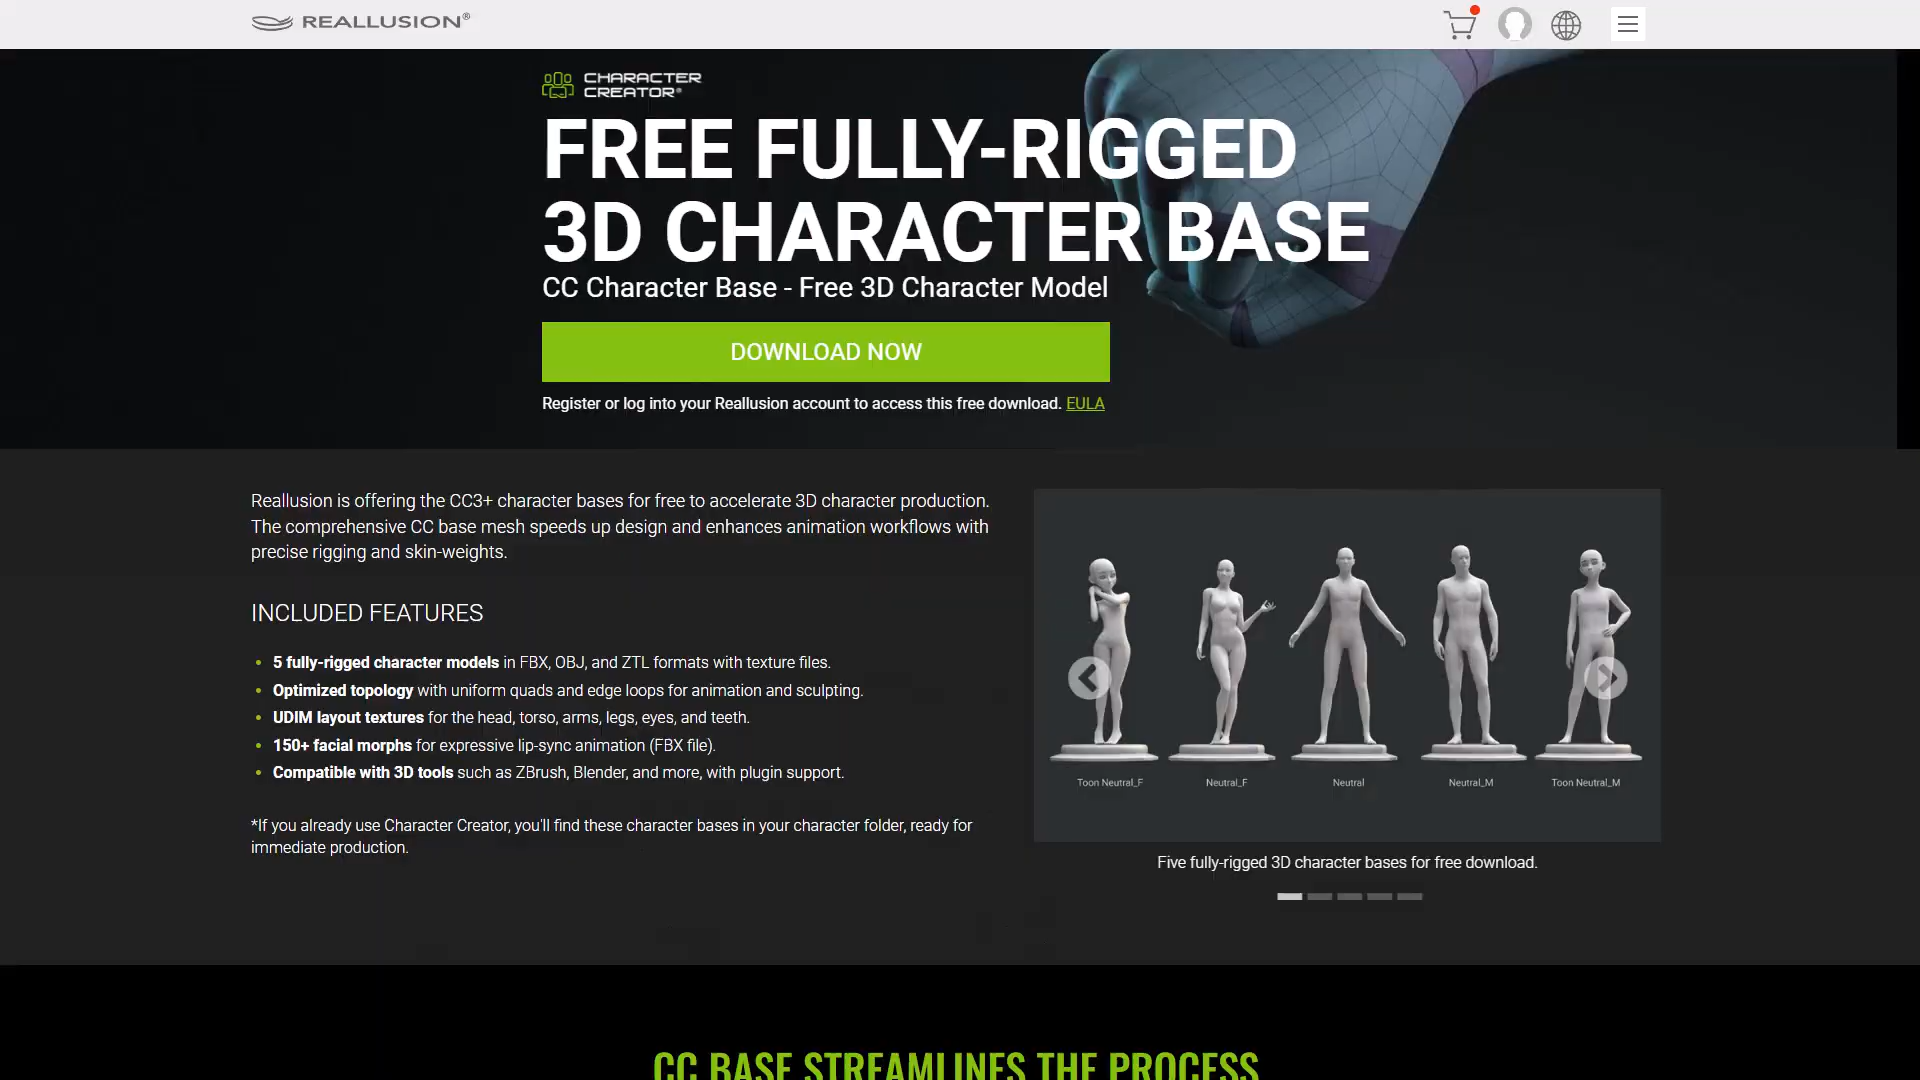 REALLUSION®
CHARACTER
CREATOR®
FREE FULLY-RIGGED
3D CHARACTER BASE
CC Character Base - Free 3D Character Model
DOWNLOAD NOW
Register or log into your Reallusion account to access this free download. EULA
Reallusion is offering the CC3+ character bases for free to accelerate 3D character production.
The comprehensive CC base mesh speeds up design and enhances animation workflows with
precise rigging and skin-weights.
INCLUDED FEATURES
• 5 fully-rigged character models in FBX, OBJ, and ZTL formats with texture files.
• Optimized topology with uniform quads and edge loops for animation and sculpting.
• UDIM layout textures for the head, torso, arms, legs, eyes, and teeth.
• 150+ facial morphs for expressive lip-sync animation (FBX file).
• Compatible with 3D tools such as ZBrush, Blender, and more, with plugin support.
*If you already use Character Creator, you'll find these character bases in your character folder, ready for
immediate production.
Toon Neutral_F Neutral_F Neutral Neutral_M Toon Neutral_M
Five fully-rigged 3D character bases for free download.
CC BASE STREAMLINES THE PROCESS